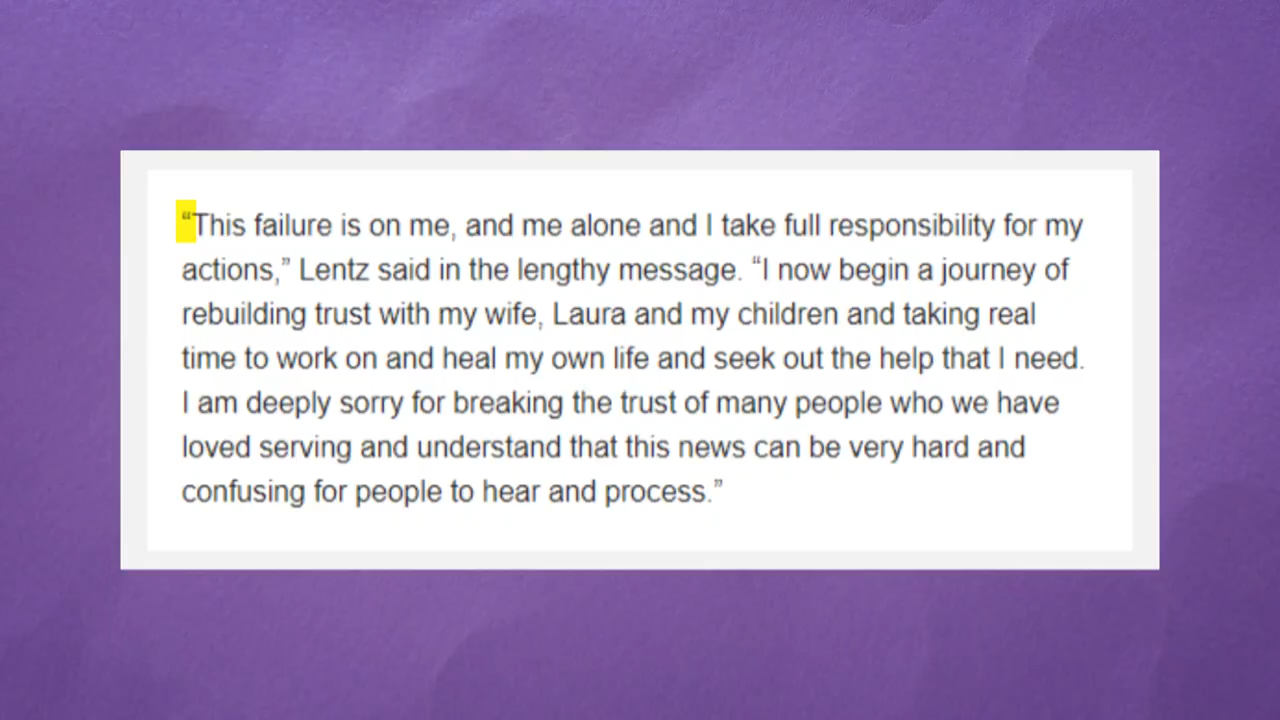 “This failure is on me, and me alone and I take full responsibility for my
actions,” Lentz said in the lengthy message. “I now begin a journey of
rebuilding trust with my wife, Laura and my children and taking real
time to work on and heal my own life and seek out the help that I need.
I am deeply sorry for breaking the trust of many people who we have
loved serving and understand that this news can be very hard and
confusing for people to hear and process.”